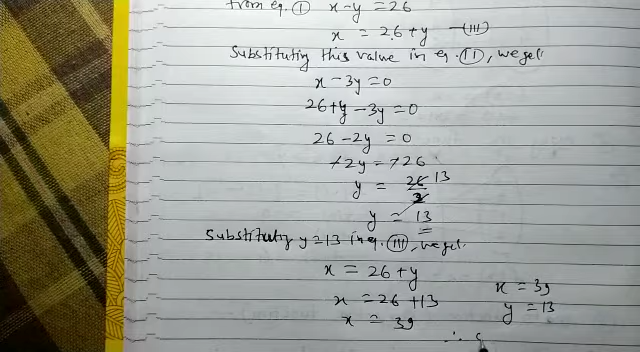 from eq. (I) x-y = 26
x = 26+y —(III)
Substituting this value in eq. (II), we get
x-3y=0
26+y-3y=0
26-2y = 0
-2y = -26
y = 26/2 13
y = 13
Substituting y=13 in eq. (III), we get.
x = 26+y
x = 26+13
x = 39
x = 39
y = 13
∴ s